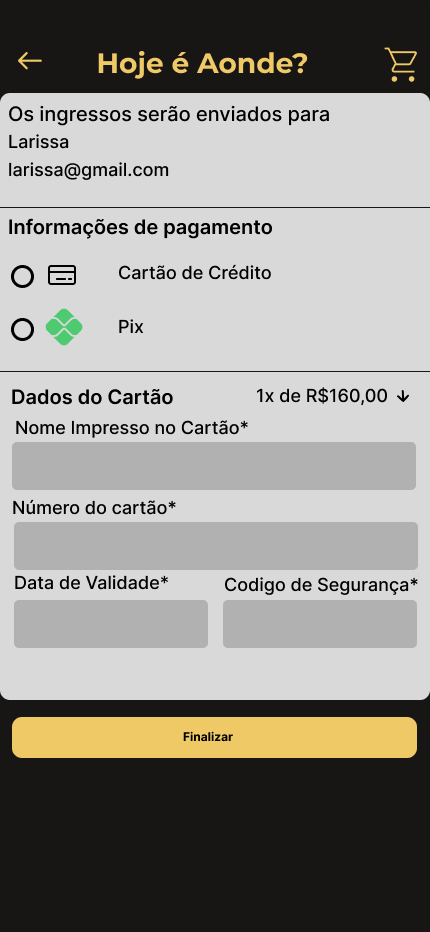 Hoje é Aonde?
Os ingressos serão enviados para
Larissa
larissa@gmail.com
Informações de pagamento
Cartão de Crédito
Pix
Dados do Cartão 1x de R$160,00
Nome Impresso no Cartão*
Número do cartão*
Data de Validade* Codigo de Segurança*
Finalizar